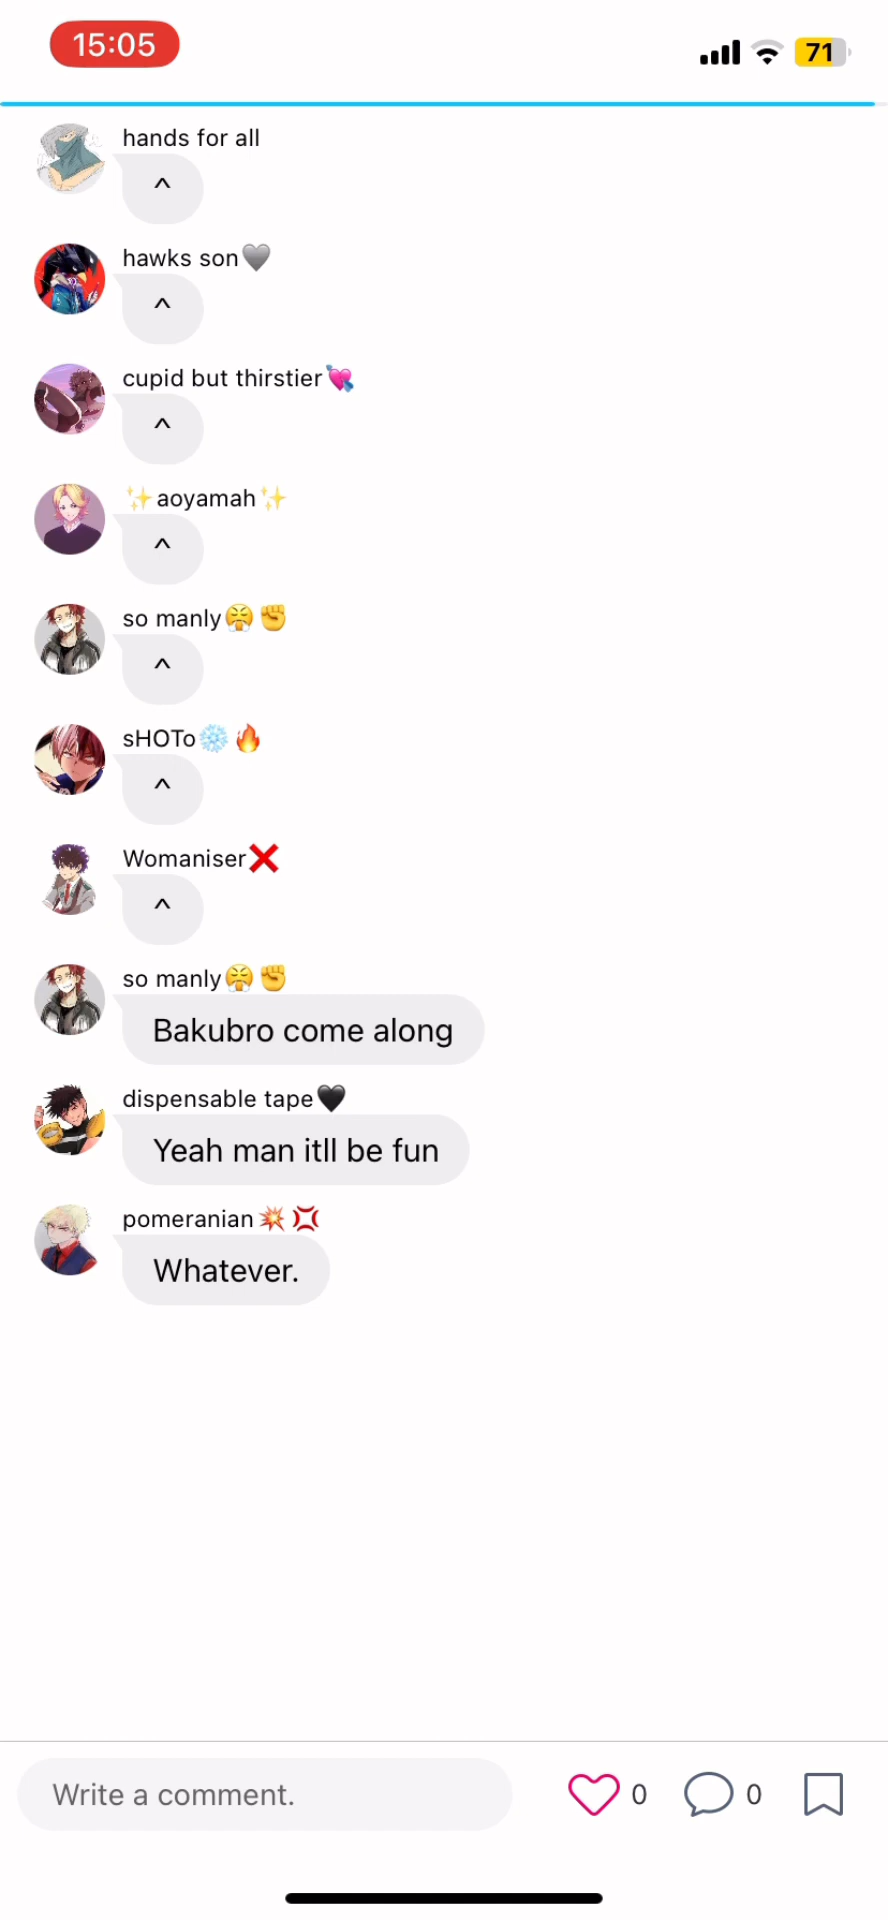 15:05
71
hands for all
^
hawks son🩶
^
cupid but thirstier💘
^
✨aoyamah✨
^
so manly😤✊
^
sHOTo❄️🔥
^
Womaniser❌
^
so manly😤✊
Bakubro come along
dispensable tape🖤
Yeah man itll be fun
pomeranian💥💢
Whatever.
Write a comment.
0
0